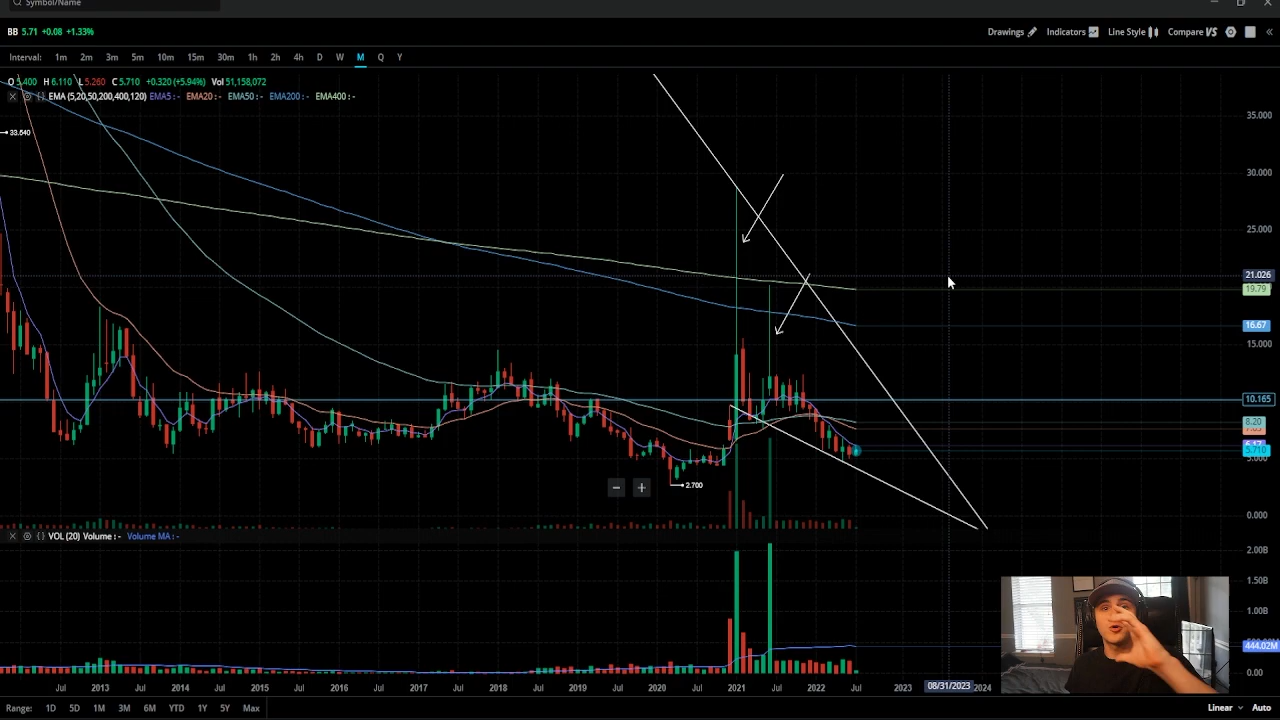 Symbol/Name
BB 5.71 +0.08 +1.33%
Drawings Indicators Line Style Compare VS
Interval: 1m 2m 3m 5m 10m 15m 30m 1h 2h 4h D W M Q Y
O 5.400 H 6.110 L 5.260 C 5.710 +0.320 (+5.94%) Vol 51,158,072
EMA (5,20,50,200,400,120) EMA5 : - EMA20 : - EMA50 : - EMA200 : - EMA400 : -
35.000
33.640
30.000
25.000
21.026
19.79
16.67
15.000
10.165
8.20
5.710
2.700
0.000
VOL (20) Volume : - Volume MA : -
2.00B
1.50B
1.00B
444.02M
0.00
Jul 2013 Jul 2014 Jul 2015 Jul 2016 Jul 2017 Jul 2018 Jul 2019 Jul 2020 Jul 2021 Jul 2022 Jul 2023 08/31/2023 2024
Range: 1D 5D 1M 3M 6M YTD 1Y 5Y Max Linear Auto